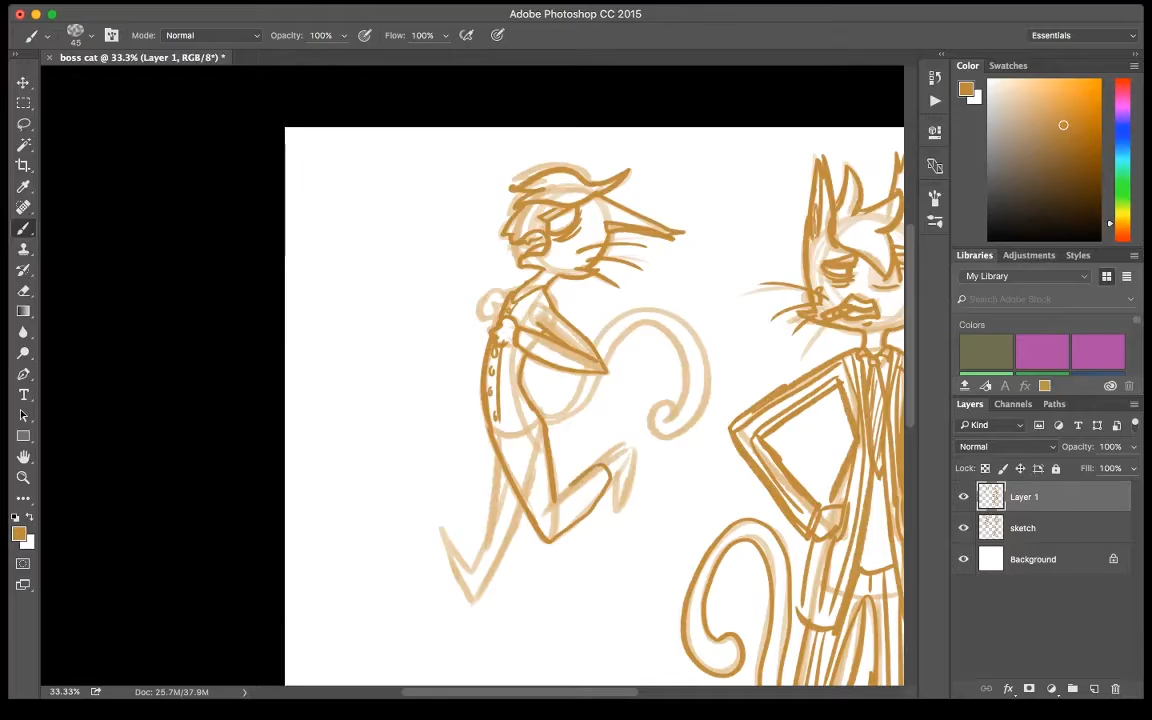 Adobe Photoshop CC 2015
45
Mode: Normal
Opacity: 100%
Flow: 100%
Essentials
× boss cat @ 33.3% (Layer 1, RGB/8*) *
Color Swatches
Libraries Adjustments Styles
My Library
Search Adobe Stock
Colors
Layers Channels Paths
Kind
Normal
Opacity: 100%
Lock:
Fill: 100%
Layer 1
sketch
Background
33.33%
Doc: 25.7M/37.9M